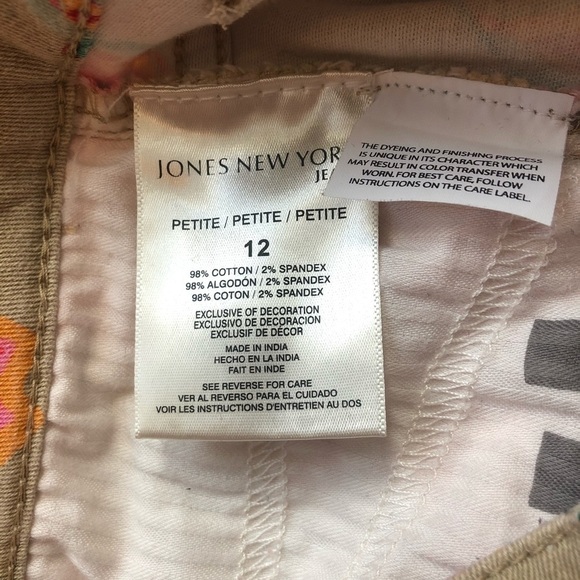 JONES NEW YOR
JE
PETITE / PETITE / PETITE
12
98% COTTON / 2% SPANDEX
98% ALGODÓN / 2% SPANDEX
98% COTON / 2% SPANDEX
EXCLUSIVE OF DECORATION
EXCLUSIVO DE DECORACION
EXCLUSIF DE DÉCOR
MADE IN INDIA
HECHO EN LA INDIA
FAIT EN INDE
SEE REVERSE FOR CARE
VER AL REVERSO PARA EL CUIDADO
VOIR LES INSTRUCTIONS D'ENTRETIEN AU DOS
THE DYEING AND FINISHING PROCESS
IS UNIQUE IN ITS CHARACTER WHICH
MAY RESULT IN COLOR TRANSFER WHEN
WORN. FOR BEST CARE, FOLLOW
INSTRUCTIONS ON THE CARE LABEL.